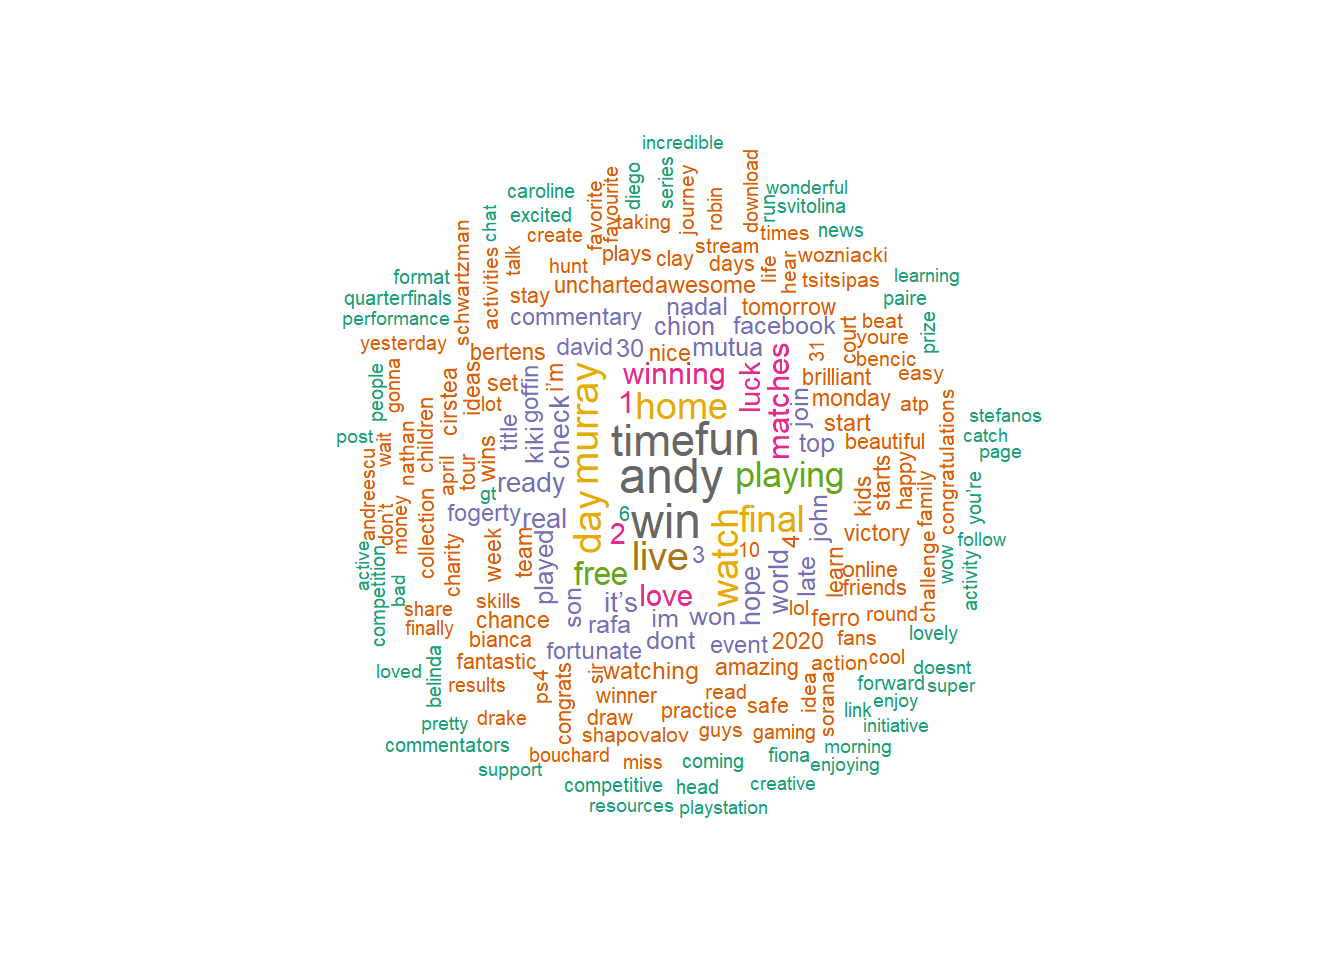 incredible
caroline
excited
chat
create
favorite
favourite
diego
series
journey
robin
download
wonderful
run
svitolina
taking
stream
times
news
format
quarterfinals
performance
yesterday
schwartzman
activities
talk
hunt
plays
clay
days
life
hear
wozniacki
tsitsipas
learning
stay
uncharted
awesome
tomorrow
paire
commentary
nadal
chion
facebook
court
beat
prize
bertens
david
30
nice
mutua
31
youre
bencic
people
gonna
cirstea
ideas
set
lot
goffin
i'm
winning
luck
matches
brilliant
easy
monday
atp
join
1
home
murray
title
kiki
check
post
wait
nathan
children
andreescu
don't
money
collection
april
tour
wins
gt
ready
day
time
fun
andy
playing
top
start
beautiful
stefanos
catch
page
congratulations
kids
starts
happy
family
you're
fogerty
real
6
2
win
watch
final
john
4
victory
active
competition
bad
charity
week
team
played
free
live
3
10
hope
world
late
learn
online
friends
challenge
wow
follow
activity
share
finally
skills
chance
son
it’s
love
im
won
lol
ferro
round
lovely
rafa
bianca
fortunate
dont
event
2020
fans
loved
belinda
fantastic
results
ps4
congrats
sir
watching
amazing
action
cool
doesnt
forward
super
enjoy
winner
read
safe
idea
sorana
link
initiative
pretty
drake
draw
practice
commentators
shapovalov
guys
gaming
morning
enjoying
bouchard
miss
coming
fiona
support
competitive
head
creative
resources
playstation